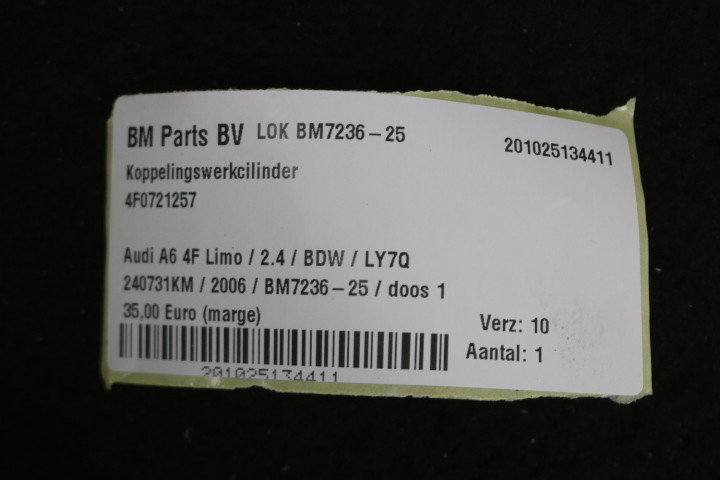 BM Parts BV LOK BM7236-25
201025134411
Koppelingswerkcilinder
4F0721257
Audi A6 4F Limo / 2.4 / BDW / LY7Q
240731KM / 2006 / BM7236-25 / doos 1
35,00 Euro (marge)
Verz: 10
Aantal: 1
201025134411